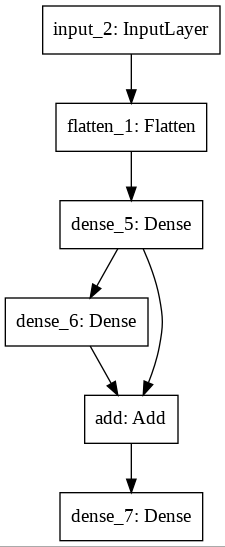 input_2: InputLayer
flatten_1: Flatten
dense_5: Dense
dense_6: Dense
add: Add
dense_7: Dense